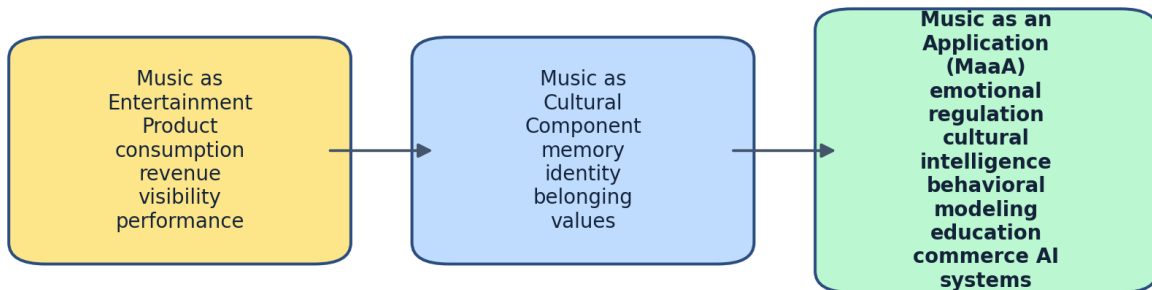 Music as
Entertainment
Product
consumption
revenue
visibility
performance
Music as
Cultural
Component
memory
identity
belonging
values
Music as an
Application
(MaaA)
emotional
regulation
cultural
intelligence
behavioral
modeling
education
commerce AI
systems